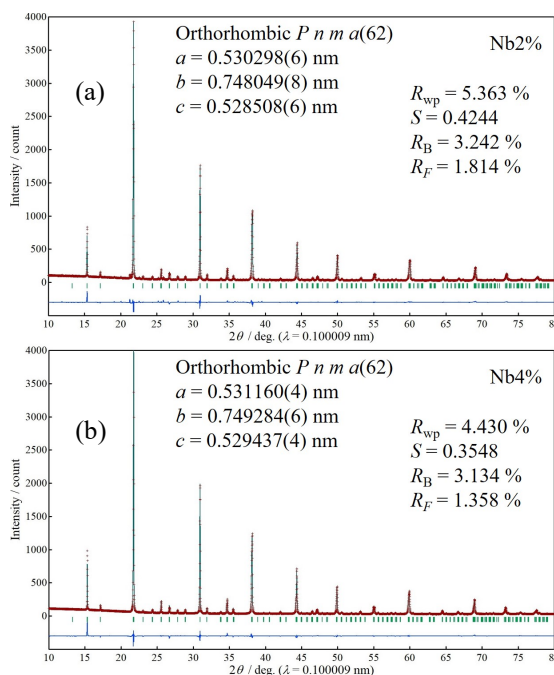 4000
3500
3000
2500
2000
1500
1000
500
0
Intensity / count
(a)
Orthorhombic P n m a(62)
a = 0.530298(6) nm
b = 0.748049(8) nm
c = 0.528508(6) nm
Nb2%
Rwp = 5.363 %
S = 0.4244
RB = 3.242 %
RF = 1.814 %
10 15 20 25 30 35 40 45 50 55 60 65 70 75 80
2θ / deg. (λ = 0.100009 nm)
4000
3500
3000
2500
2000
1500
1000
500
0
Intensity / count
(b)
Orthorhombic P n m a(62)
a = 0.531160(4) nm
b = 0.749284(6) nm
c = 0.529437(4) nm
Nb4%
Rwp = 4.430 %
S = 0.3548
RB = 3.134 %
RF = 1.358 %
10 15 20 25 30 35 40 45 50 55 60 65 70 75 80
2θ / deg. (λ = 0.100009 nm)